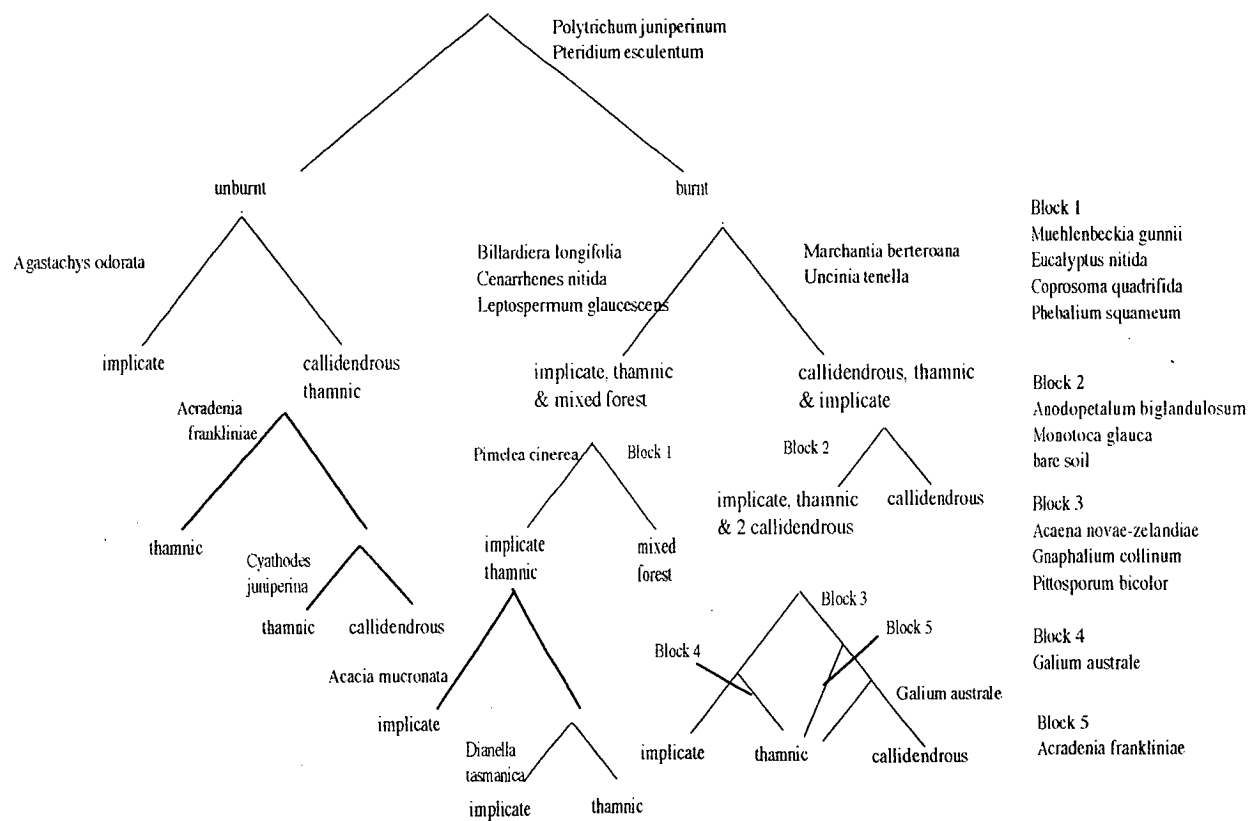 Polytrichum juniperinum
Pteridium esculentum
unburnt
burnt
Agastachys odorata
Billardiera longifolia
Cenarrhenes nitida
Leptospermum glaucescens
Marchantia berteroana
Uncinia tenella
implicate
callidendrous
thamnic
implicate, thamnic
& mixed forest
callidendrous, thamnic
& implicate
Acradenia
frankliniae
Pimelea cinerea
Block 1
Block 2
thamnic
Cyathodes
juniperina
thamnic
callidendrous
implicate
thamnic
mixed
forest
implicate, thamnic
& 2 callidendrous
callidendrous
Acacia mucronata
implicate
Dianella
tasmanica
implicate
thamnic
Block 3
Block 4
Block 5
Galium australe
implicate
thamnic
callidendrous
Block 1
Muehlenbeckia gunnii
Eucalyptus nitida
Coprosoma quadrifida
Phebalium squameum
Block 2
Anodopetalum biglandulosum
Monotoca glauca
bare soil
Block 3
Acaena novae-zelandiae
Gnaphalium collinum
Pittosporum bicolor
Block 4
Galium australe
Block 5
Acradenia frankliniae